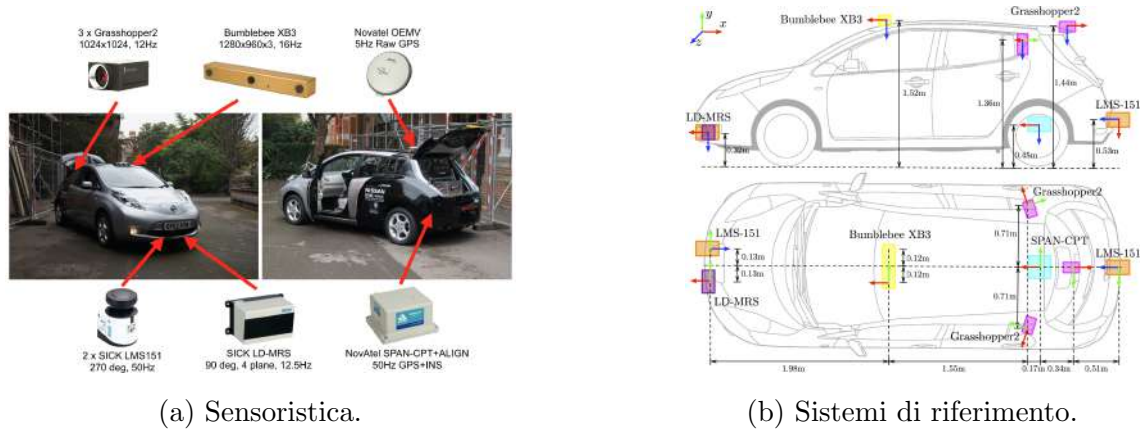 3 x Grasshopper2
1024x1024, 12Hz
Bumblebee XB3
1280x960x3, 16Hz
Novatel OEMV
5Hz Raw GPS
2 x SICK LMS151
270 deg, 50Hz
SICK LD-MRS
90 deg, 4 plane, 12.5Hz
NovAtel SPAN-CPT+ALIGN
50Hz GPS+INS
(a) Sensoristica.
y
x
z
Bumblebee XB3
Grasshopper2
1.52m
1.36m
1.44m
LD-MRS
LMS-151
0.45m
0.53m
Grasshopper2
LMS-151
Bumblebee XB3
0.71m
SPAN-CPT
LMS-151
0.13m
0.12m
0.13m
0.12m
LD-MRS
0.71m
Grasshopper2
1.98m
1.55m
0.17m
0.34m
0.51m
(b) Sistemi di riferimento.